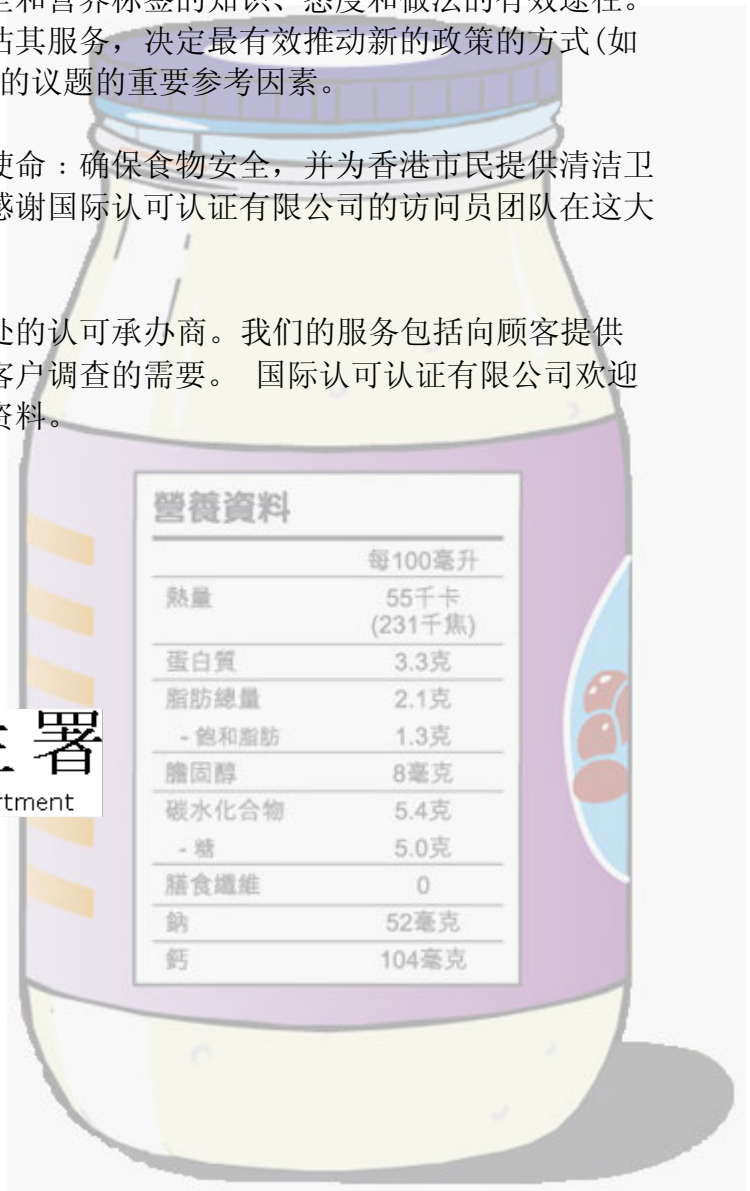 和营养标签的知识、态度和做法的有效途径。
估其服务，决定最有效推动新的政策的方式(如
的议题的重要参考因素。
使命：确保食物安全，并为香港市民提供清洁卫
感谢国际认可认证有限公司的访问员团队在这大
处的认可承办商。我们的服务包括向顾客提供
客户调查的需要。 国际认可认证有限公司欢迎
资料。
營養資料
每100毫升
熱量 55千卡
(231千焦)
蛋白質 3.3克
脂肪總量 2.1克
- 飽和脂肪 1.3克
膽固醇 8毫克
碳水化合物 5.4克
- 糖 5.0克
膳食纖維 0
鈉 52毫克
鈣 104毫克
署
rtment